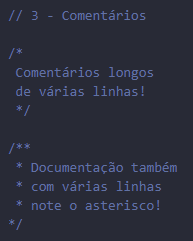 // 3 - Comentários
/*
Comentários longos
de várias linhas!
*/
/**
* Documentação também
* com várias linhas
* note o asterisco!
*/